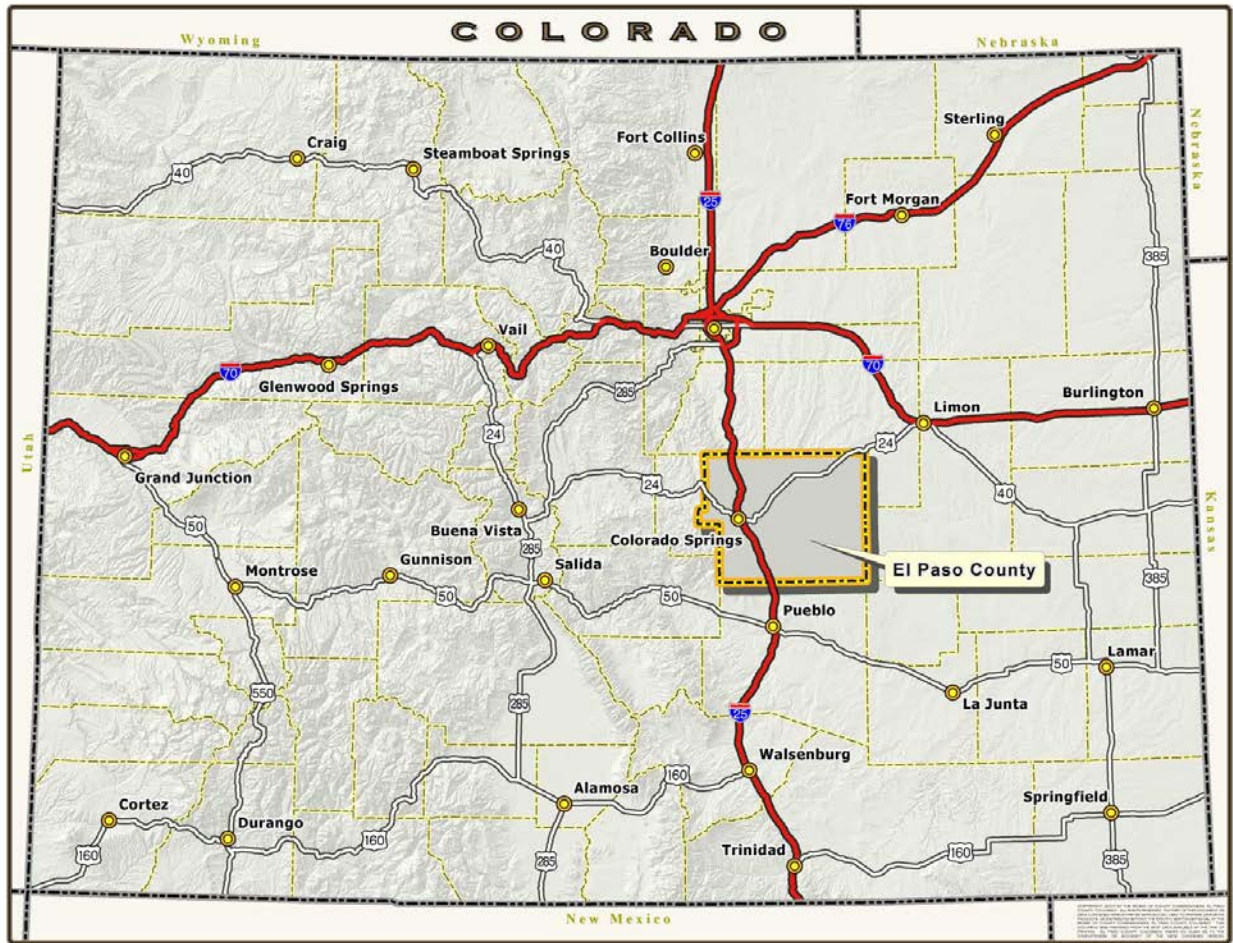 COLORADO
Wyoming
Nebraska
Nebraska
Utah
Kansas
New Mexico
Craig
Steamboat Springs
Fort Collins
Sterling
Fort Morgan
Boulder
Vail
Glenwood Springs
Grand Junction
Limon
Burlington
Buena Vista
Colorado Springs
El Paso County
Gunnison
Montrose
Salida
Pueblo
Lamar
La Junta
Walsenburg
Alamosa
Springfield
Cortez
Durango
Trinidad
40
25
76
40
385
70
70
285
24
24
24
40
50
285
50
50
385
50
550
285
25
160
160
160
285
160
385